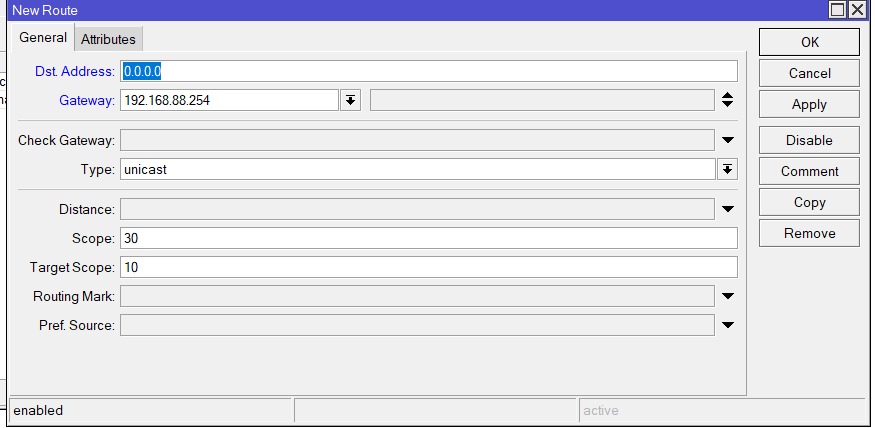 New Route
General Attributes
OK
Dst. Address: 0.0.0.0
Cancel
Gateway: 192.168.88.254
Apply
Check Gateway:
Disable
Type: unicast
Comment
Copy
Distance:
Remove
Scope: 30
Target Scope: 10
Routing Mark:
Pref. Source:
enabled
active